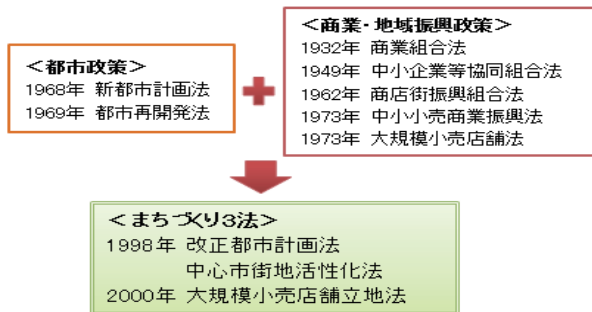 ＜都市政策＞
1968年 新都市計画法
1969年 都市再開発法
＜商業・地域振興政策＞
1932年 商業組合法
1949年 中小企業等協同組合法
1962年 商店街振興組合法
1973年 中小小売商業振興法
1973年 大規模小売店舗法
＜まちづくり3法＞
1998年 改正都市計画法
中心市街地活性化法
2000年 大規模小売店舗立地法